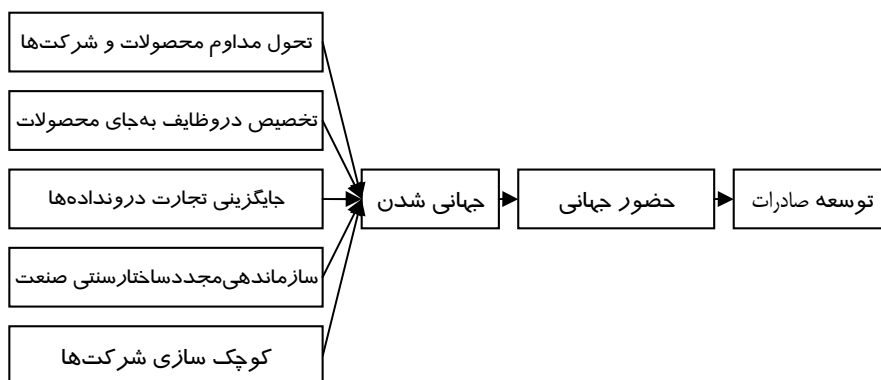 تحول مداوم محصولات و شرکت‌ها
تخصیص دروظایف به‌جای محصولات
جایگزینی تجارت درونداده‌ها
سازماندهی‌مجددساختارسنتی صنعت
کوچک سازی شرکت‌ها
جهانی شدن
حضور جهانی
توسعه صادرات